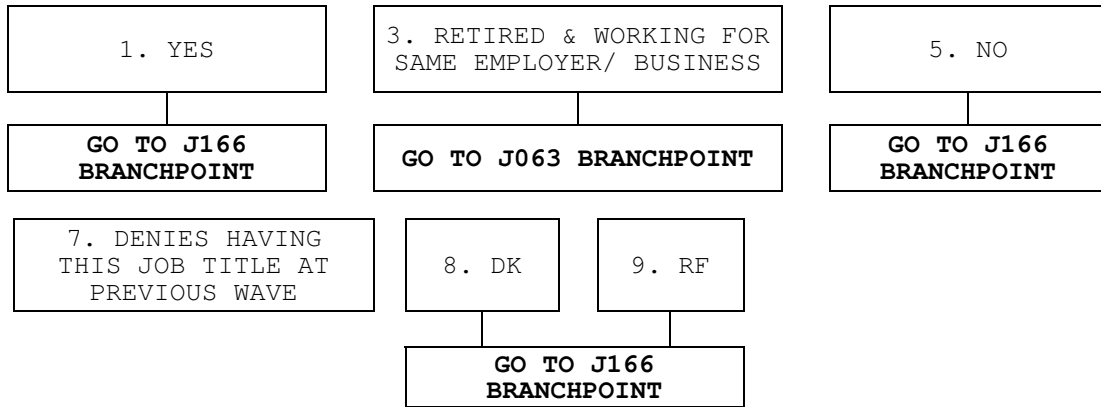 1. YES
3. RETIRED & WORKING FOR
SAME EMPLOYER/ BUSINESS
5. NO
GO TO J166
BRANCHPOINT
GO TO J063 BRANCHPOINT
GO TO J166
BRANCHPOINT
7. DENIES HAVING
THIS JOB TITLE AT
PREVIOUS WAVE
8. DK
9. RF
GO TO J166
BRANCHPOINT